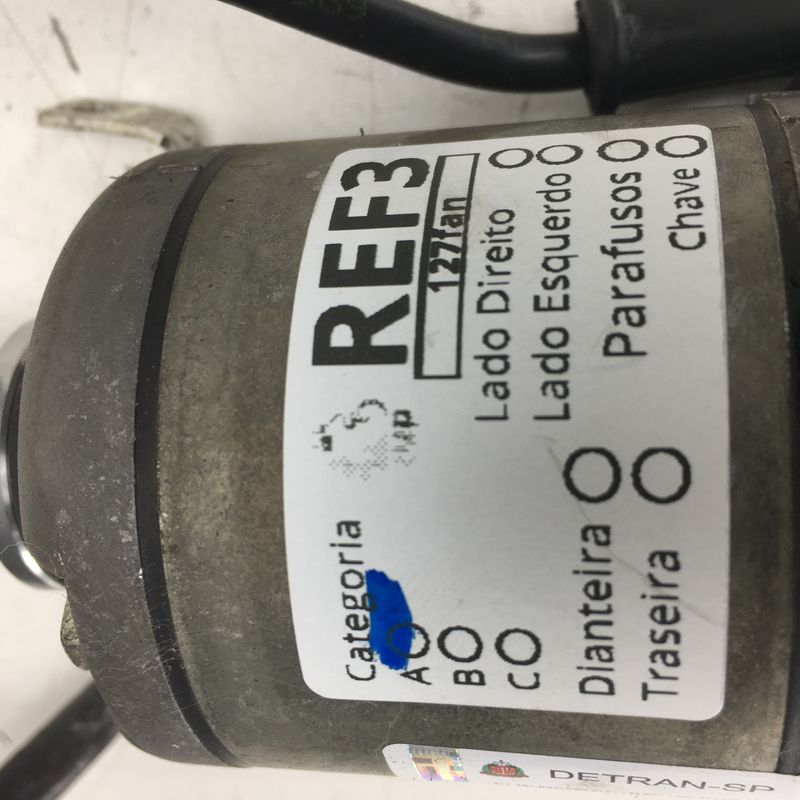 REF3
127fan
Categoria
A
B
C
Lado Direito
Lado Esquerdo
Dianteira
Parafusos
Traseira
Chave
DETRAN-SP